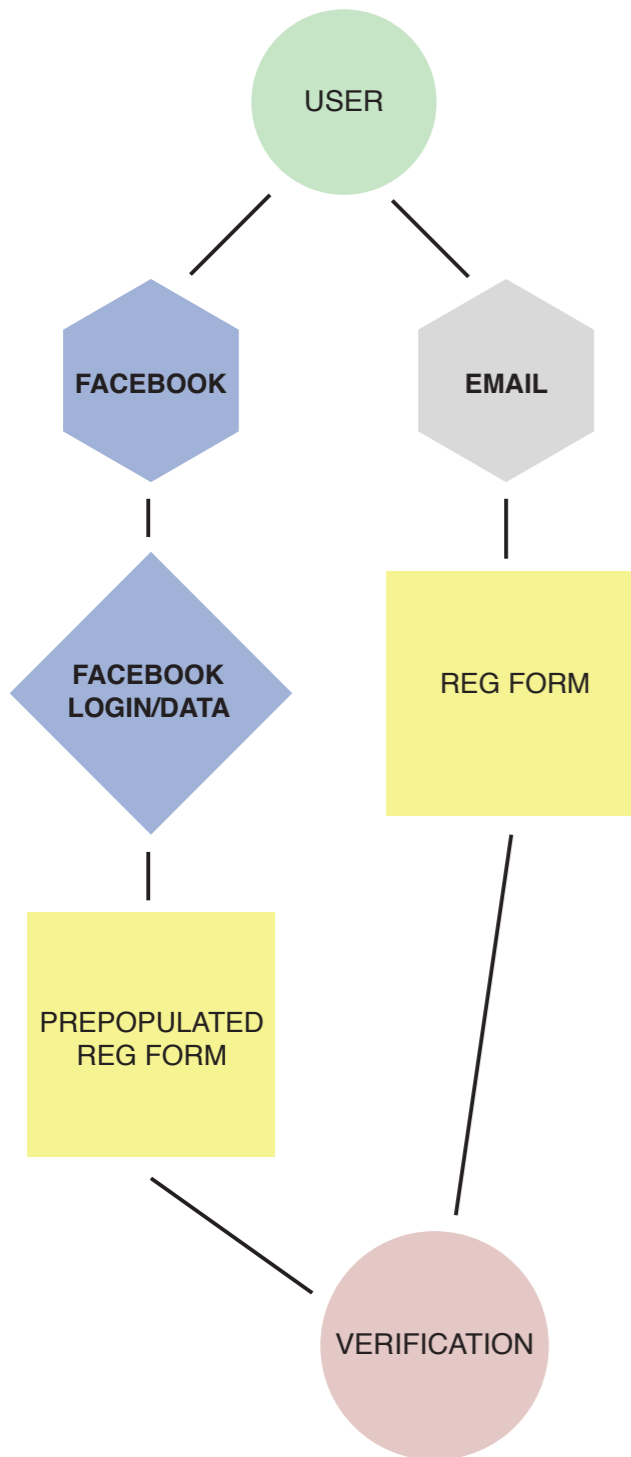 USER
FACEBOOK
EMAIL
FACEBOOK
LOGIN/DATA
REG FORM
PREPOPULATED
REG FORM
VERIFICATION